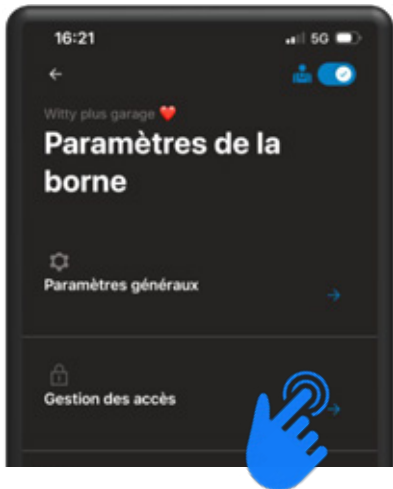 16:21 5G
Witty plus garage ❤️
Paramètres de la
borne
Paramètres généraux
Gestion des accès